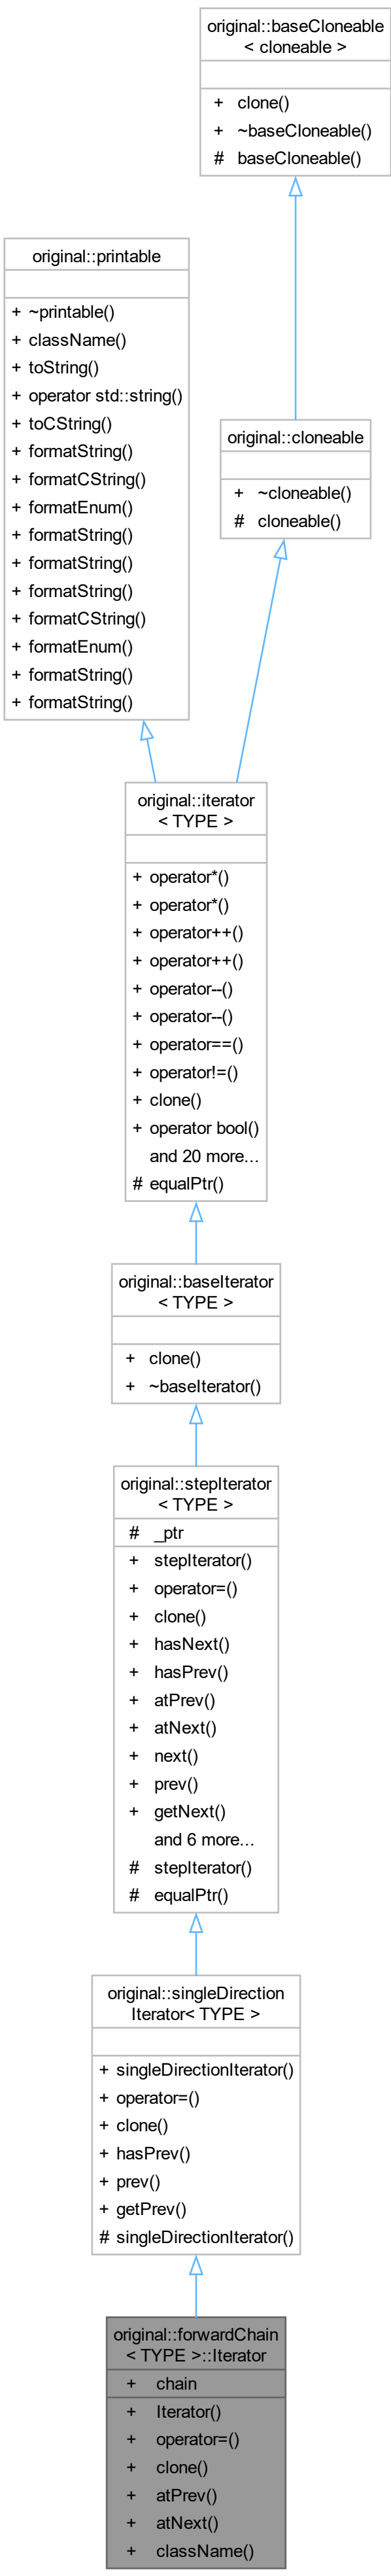 original::baseCloneable
< cloneable >
+ clone()
+ ~baseCloneable()
# baseCloneable()
original::printable
+ ~printable()
+ className()
+ toString()
+ operator std::string()
+ toCString()
+ formatString()
+ formatCString()
+ formatEnum()
+ formatString()
+ formatString()
+ formatString()
+ formatCString()
+ formatEnum()
+ formatString()
+ formatString()
original::cloneable
+ ~cloneable()
# cloneable()
original::iterator
< TYPE >
+ operator*()
+ operator*()
+ operator++()
+ operator++()
+ operator--()
+ operator--()
+ operator==()
+ operator!=()
+ clone()
+ operator bool()
and 20 more...
# equalPtr()
original::baseIterator
< TYPE >
+ clone()
+ ~baseIterator()
original::stepIterator
< TYPE >
# _ptr
+ stepIterator()
+ operator=()
+ clone()
+ hasNext()
+ hasPrev()
+ atPrev()
+ atNext()
+ next()
+ prev()
+ getNext()
and 6 more...
# stepIterator()
# equalPtr()
original::singleDirection
Iterator< TYPE >
+ singleDirectionIterator()
+ operator=()
+ clone()
+ hasPrev()
+ prev()
+ getPrev()
# singleDirectionIterator()
original::forwardChain
< TYPE >::Iterator
+ chain
+ Iterator()
+ operator=()
+ clone()
+ atPrev()
+ atNext()
+ className()